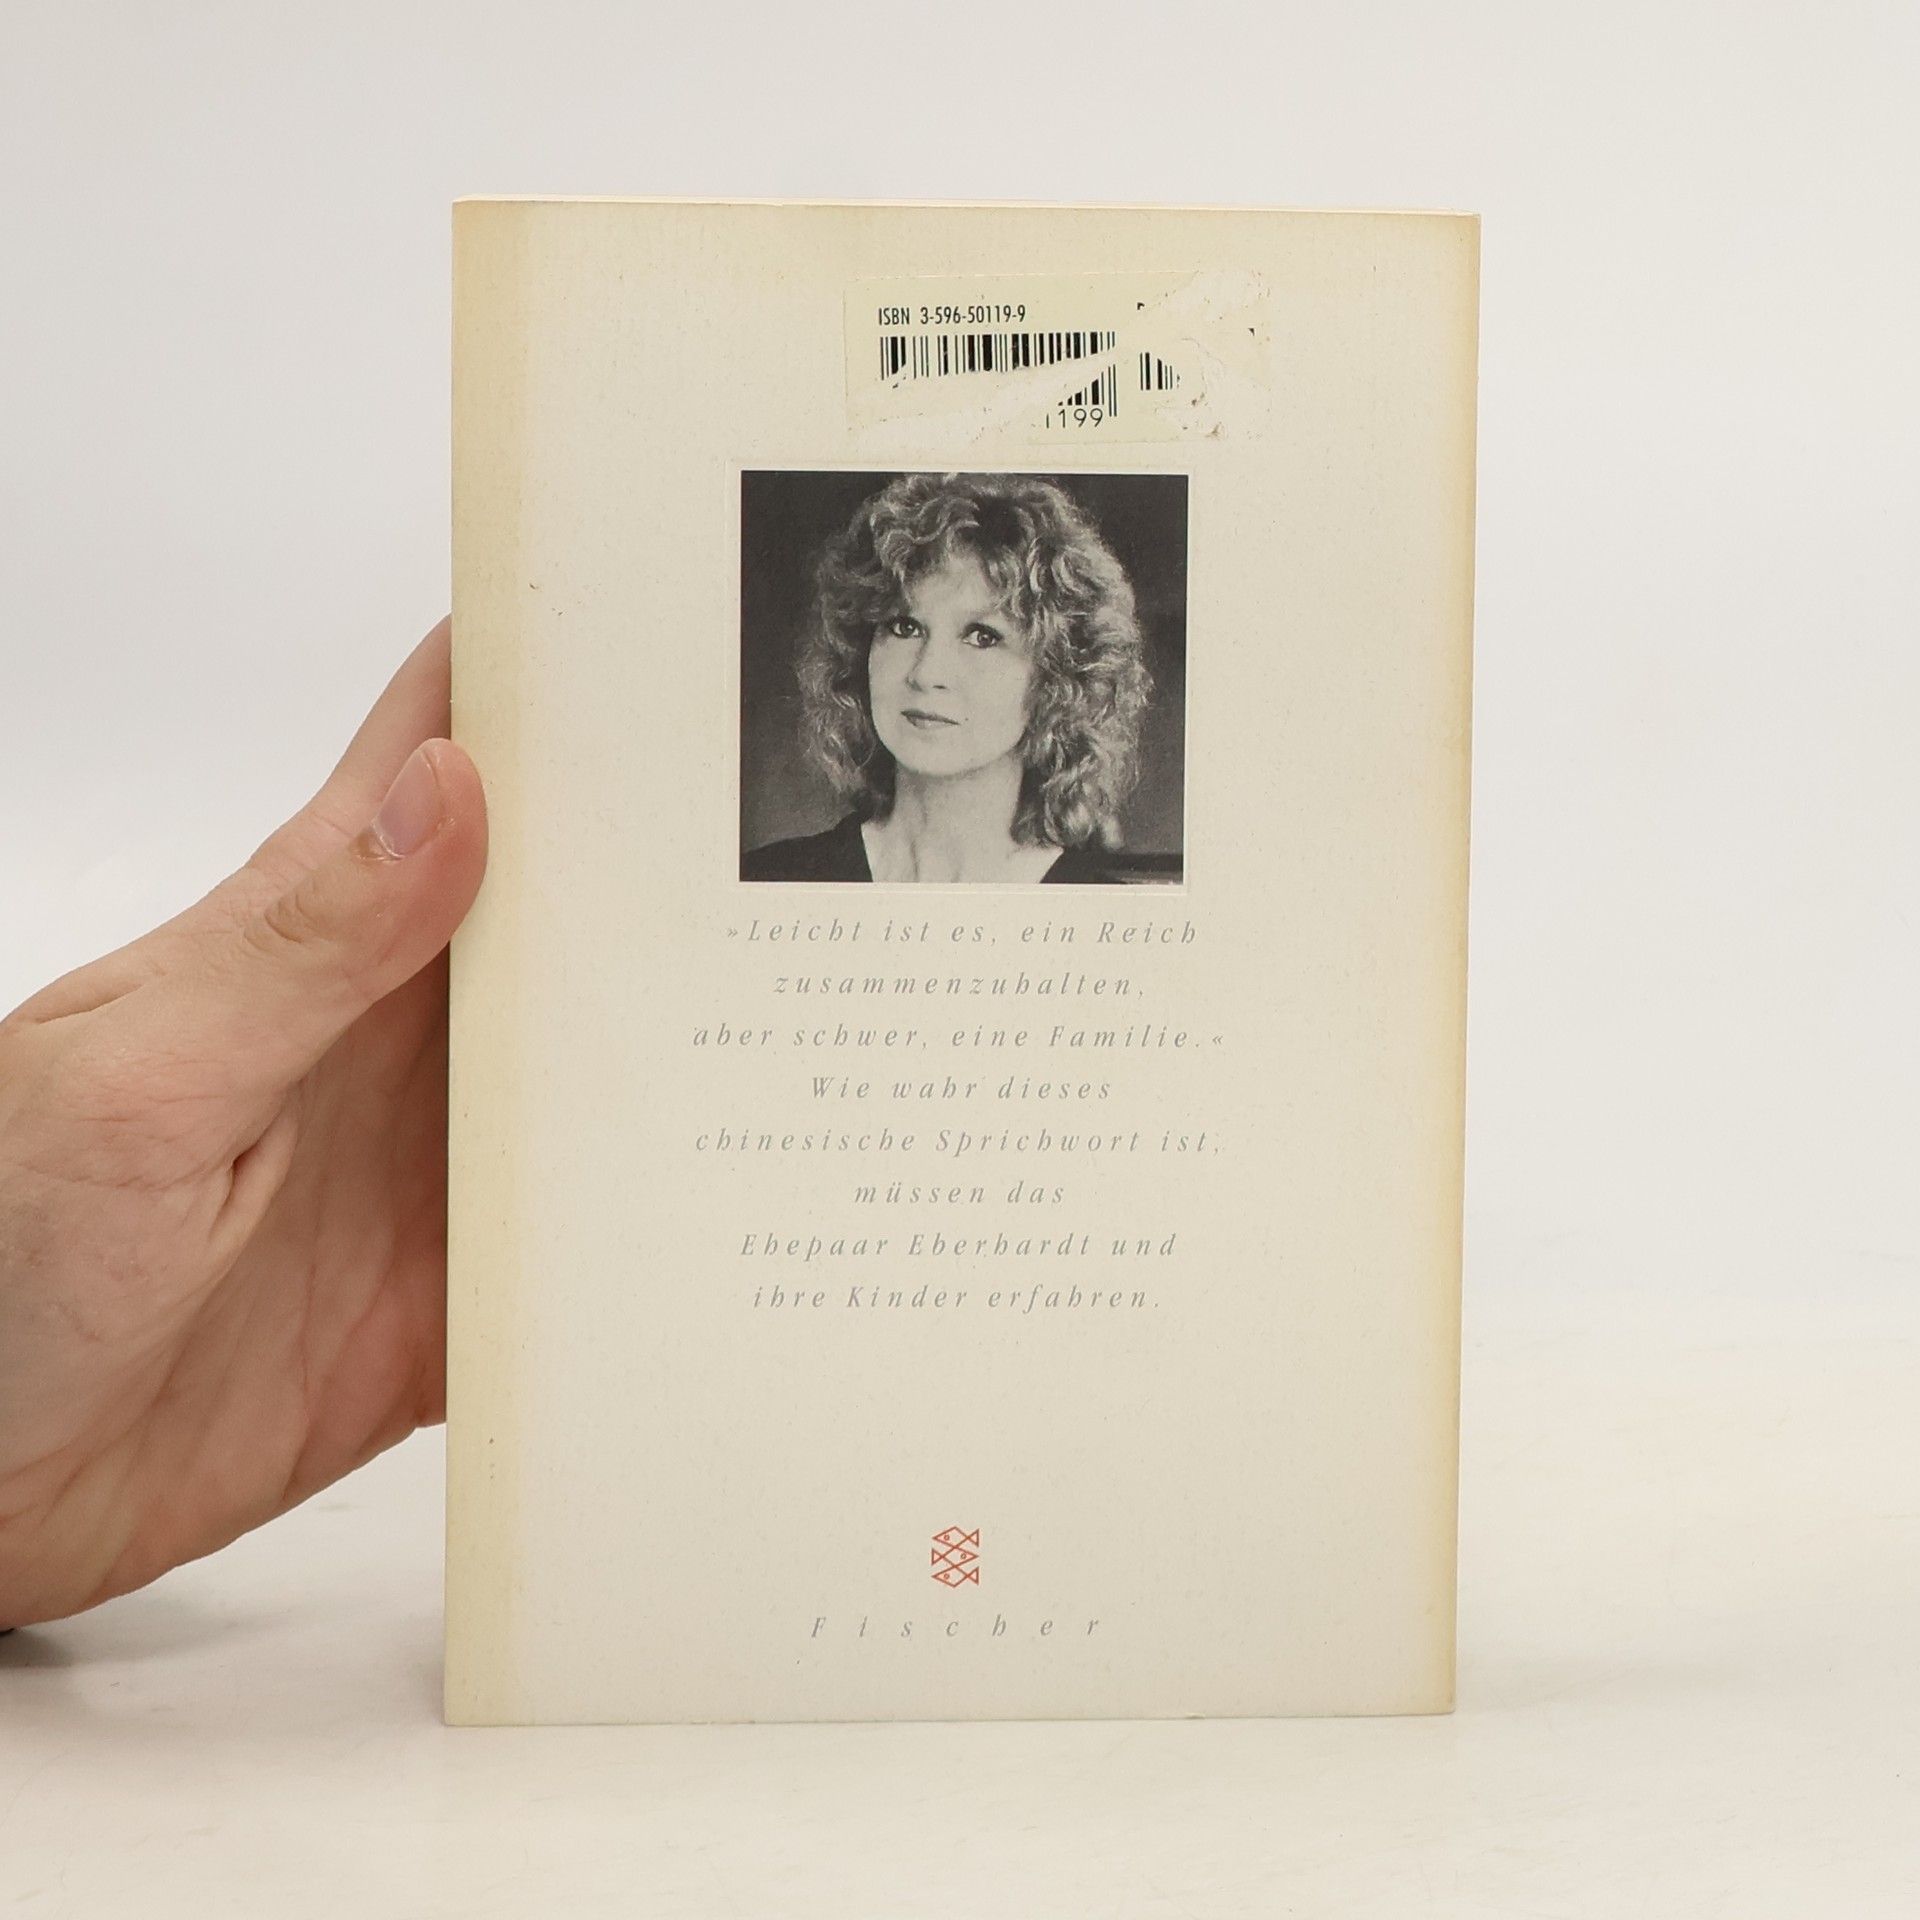 ISBN 3-596-50119-9
1199
»Leicht ist es, ein Reich
zusammenzuhalten,
aber schwer, eine Familie.«
Wie wahr dieses
chinesische Sprichwort ist,
müssen das
Ehepaar Eberhardt und
ihre Kinder erfahren.
Fischer